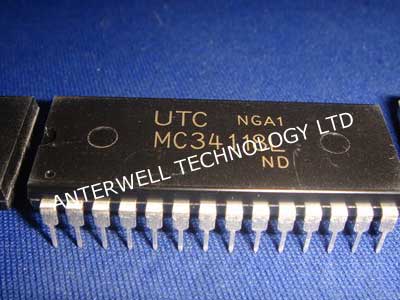 UTC NGA1
MC34118L
ND
ANTERWELL TECHNOLOGY LTD